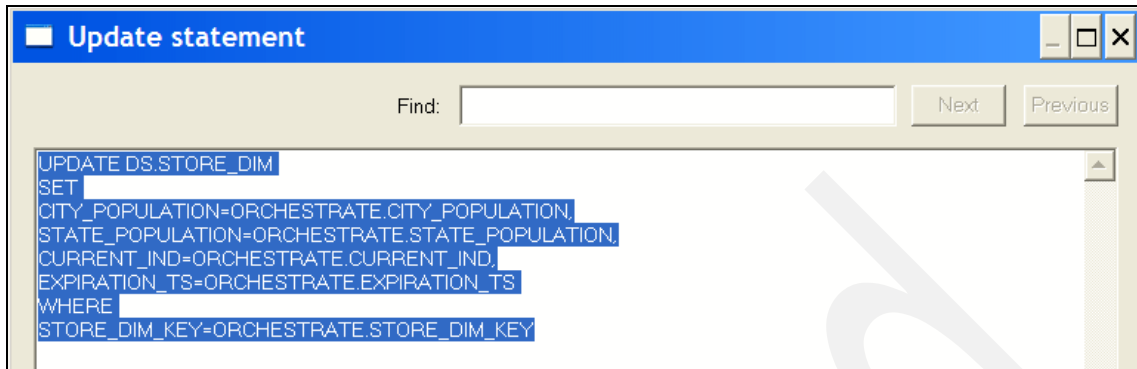 Update statement
Find:
Next
Previous
UPDATE DS.STORE_DIM
SET
CITY_POPULATION=ORCHESTRATE.CITY_POPULATION,
STATE_POPULATION=ORCHESTRATE.STATE_POPULATION,
CURRENT_IND=ORCHESTRATE.CURRENT_IND,
EXPIRATION_TS=ORCHESTRATE.EXPIRATION_TS
WHERE
STORE_DIM_KEY=ORCHESTRATE.STORE_DIM_KEY